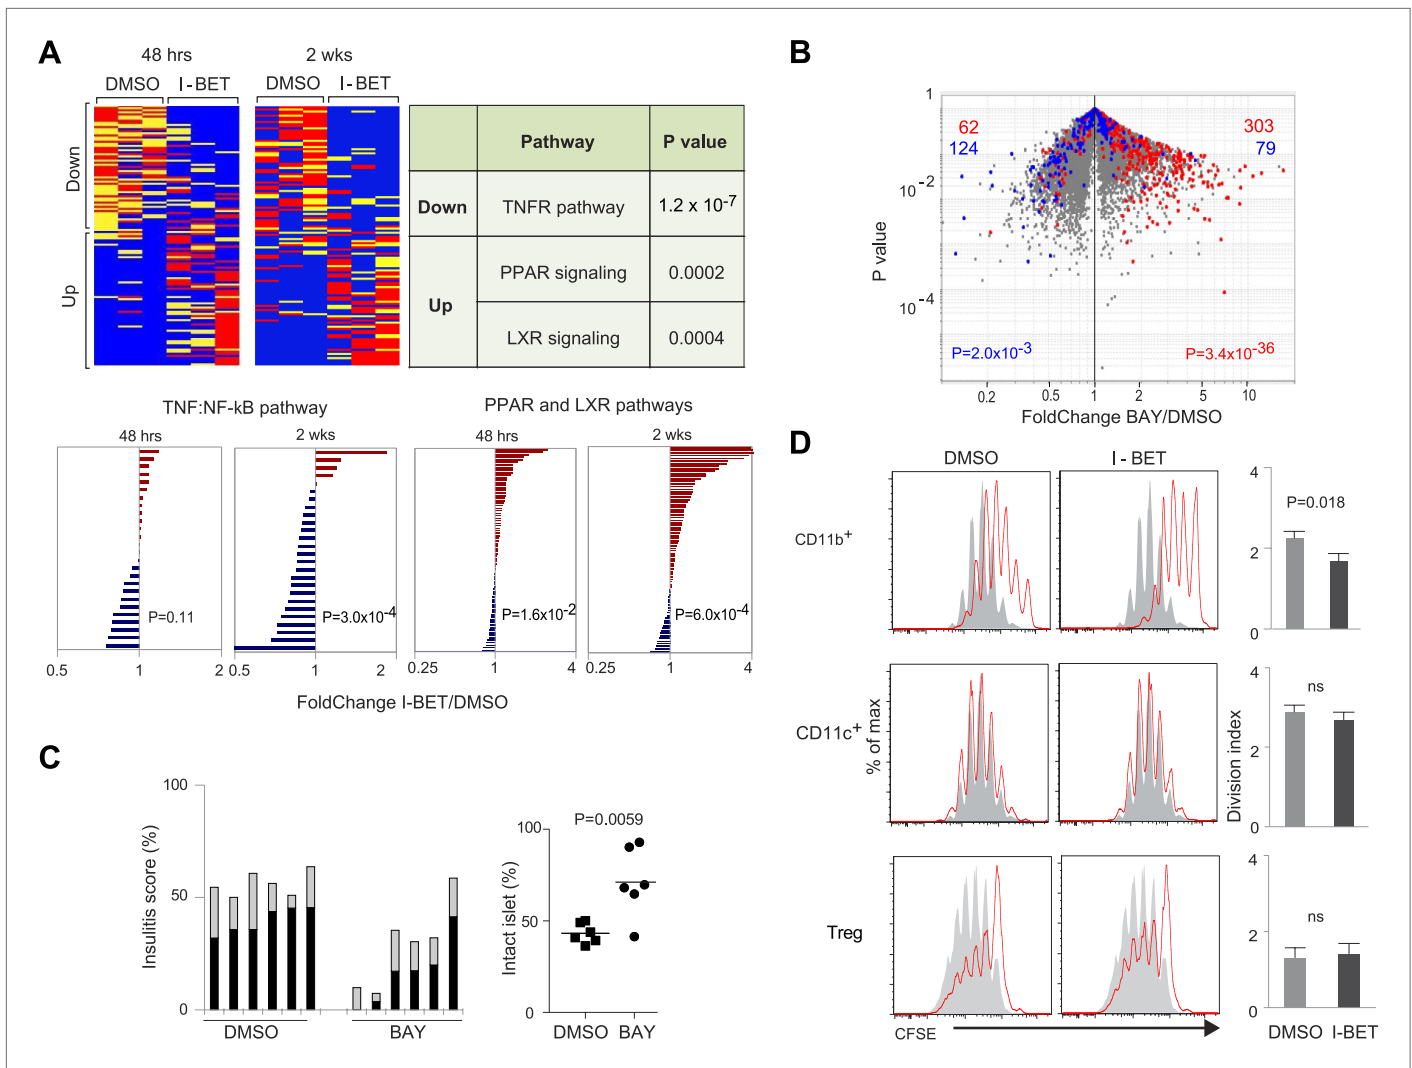 A
48 hrs
2 wks
DMSO
I-BET
DMSO
I-BET
Down
Up
Pathway
P value
Down
TNFR pathway
1.2 x 10-7
Up
PPAR signaling
0.0002
LXR signaling
0.0004
TNF:NF-kB pathway
PPAR and LXR pathways
48 hrs
2 wks
48 hrs
2 wks
P=0.11
P=3.0x10-4
P=1.6x10-2
P=6.0x10-4
0.5
1
2
0.5
1
2
0.25
1
4
0.25
1
4
FoldChange I-BET/DMSO
B
1
10-2
10-4
P value
62
124
303
79
P=2.0x10-3
P=3.4x10-36
0.2
0.5
1
2
5
10
FoldChange BAY/DMSO
C
Insulitis score (%)
100
50
0
DMSO
BAY
P=0.0059
Intact islet (%)
100
50
0
DMSO
BAY
D
DMSO
I-BET
CD11b+
4
P=0.018
2
0
CD11c+
% of max
Division index
4
ns
2
0
Treg
4
ns
2
0
CFSE
DMSO
I-BET